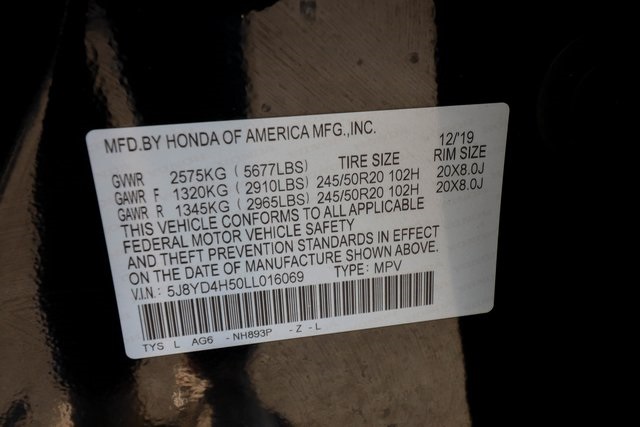 MFD.BY HONDA OF AMERICA MFG.,INC. 12/'19
GVWR 2575KG ( 5677LBS) TIRE SIZE RIM SIZE
GAWR F 1320KG ( 2910LBS) 245/50R20 102H 20X8.0J
GAWR R 1345KG ( 2965LBS) 245/50R20 102H 20X8.0J
THIS VEHICLE CONFORMS TO ALL APPLICABLE
FEDERAL MOTOR VEHICLE SAFETY
AND THEFT PREVENTION STANDARDS IN EFFECT
ON THE DATE OF MANUFACTURE SHOWN ABOVE.
V.I.N.: 5J8YD4H50LL016069 TYPE: MPV
TYS L AG6 -NH893P -Z-L